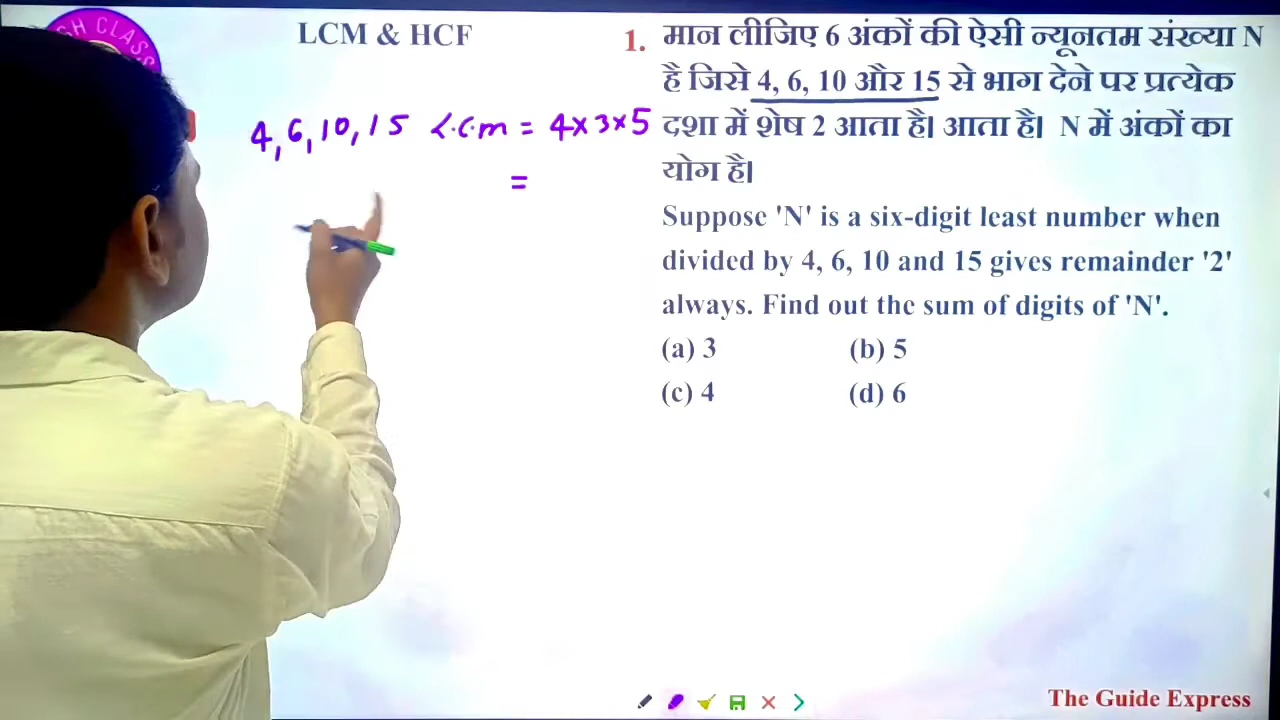 GH CLASS
LCM & HCF
4, 6, 10, 15 L.C.M = 4×3×5
=
1. मान लीजिए 6 अंकों की ऐसी न्यूनतम संख्या N
है जिसे 4, 6, 10 और 15 से भाग देने पर प्रत्येक
दशा में शेष 2 आता है। आता है। N में अंकों का
योग है।
Suppose 'N' is a six-digit least number when
divided by 4, 6, 10 and 15 gives remainder '2'
always. Find out the sum of digits of 'N'.
(a) 3 (b) 5
(c) 4 (d) 6
The Guide Express